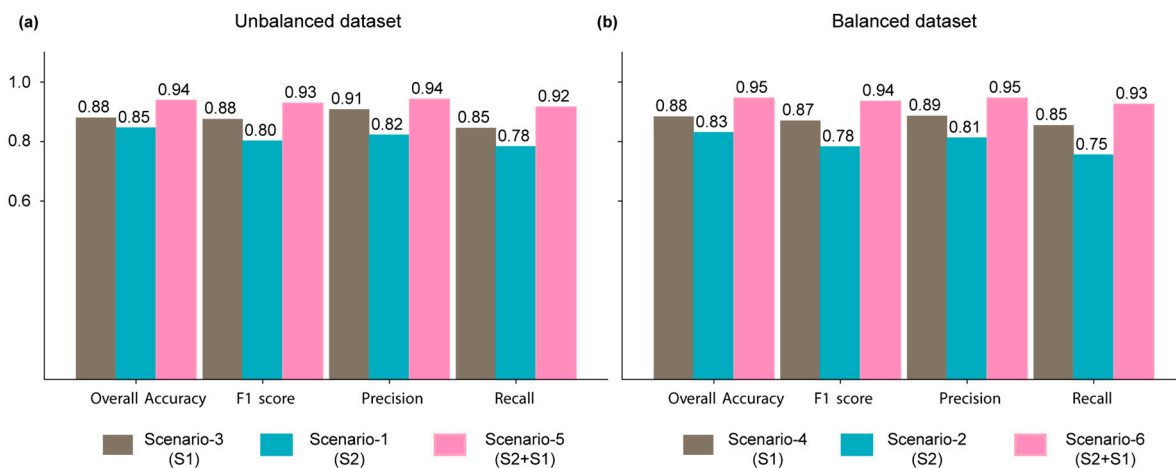 (a) Unbalanced dataset
1.0
0.8
0.6
0.88 0.85 0.94 0.88 0.80 0.93 0.91 0.82 0.94 0.85 0.78 0.92
Overall Accuracy F1 score Precision Recall
Scenario-3 Scenario-1 Scenario-5
(S1) (S2) (S2+S1)
(b) Balanced dataset
0.88 0.83 0.95 0.87 0.78 0.94 0.89 0.81 0.95 0.85 0.75 0.93
Overall Accuracy F1 score Precision Recall
Scenario-4 Scenario-2 Scenario-6
(S1) (S2) (S2+S1)